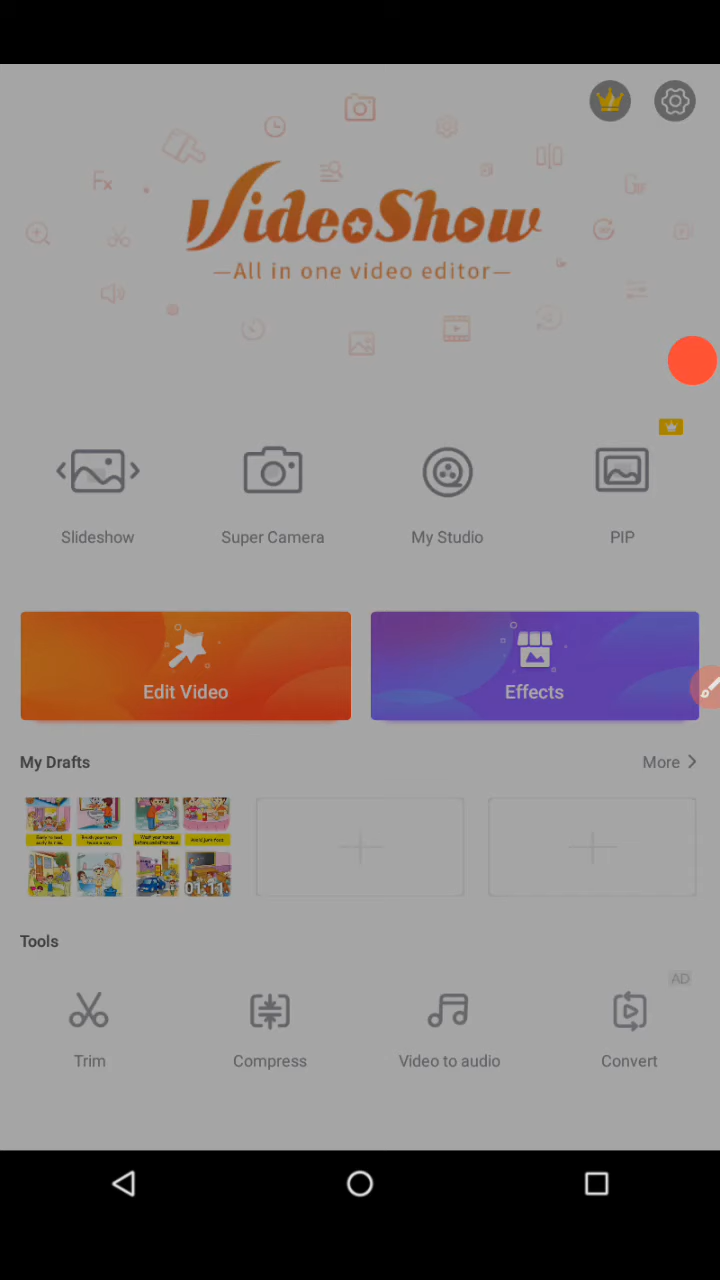 Fx
VideoShow
—All in one video editor—
Slideshow
Super Camera
My Studio
PIP
Edit Video
Effects
My Drafts
More
01:11
Tools
AD
Trim
Compress
Video to audio
Convert